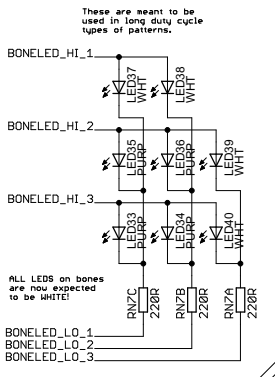 These are meant to be
used in long duty cycle
types of patterns.
BONELED_HI_1
LED37
WHT
LED38
WHT
BONELED_HI_2
LED35
PURP
LED36
PURP
LED39
WHT
BONELED_HI_3
LED33
PURP
LED34
PURP
LED40
WHT
ALL LEDS on bones
are now expected
to be WHITE!
RN7C
220R
RN7B
220R
RN7A
220R
BONELED_LO_1
BONELED_LO_2
BONELED_LO_3